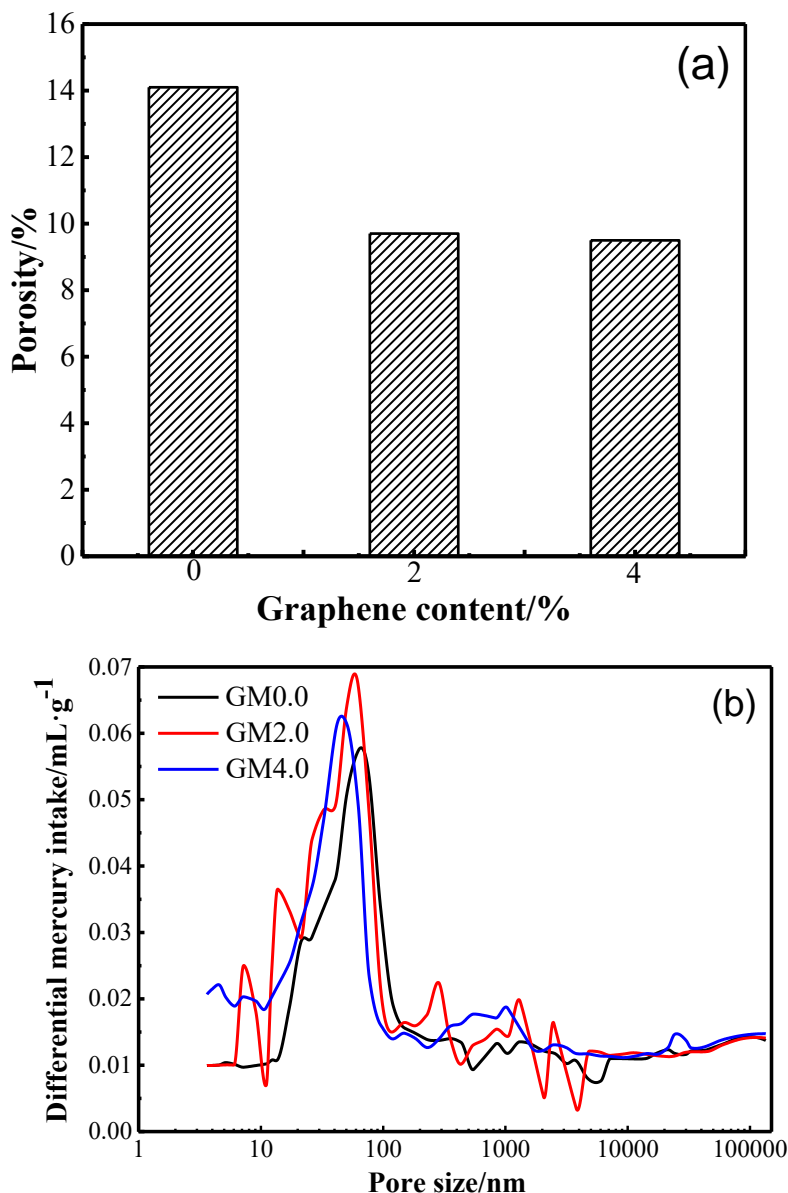 (a)
16
14
12
10
8
6
4
2
0
Porosity/%
0 2 4
Graphene content/%
(b)
0.07
0.06
0.05
0.04
0.03
0.02
0.01
0.00
Differential mercury intake/mL·g⁻¹
GM0.0
GM2.0
GM4.0
1 10 100 1000 10000 100000
Pore size/nm